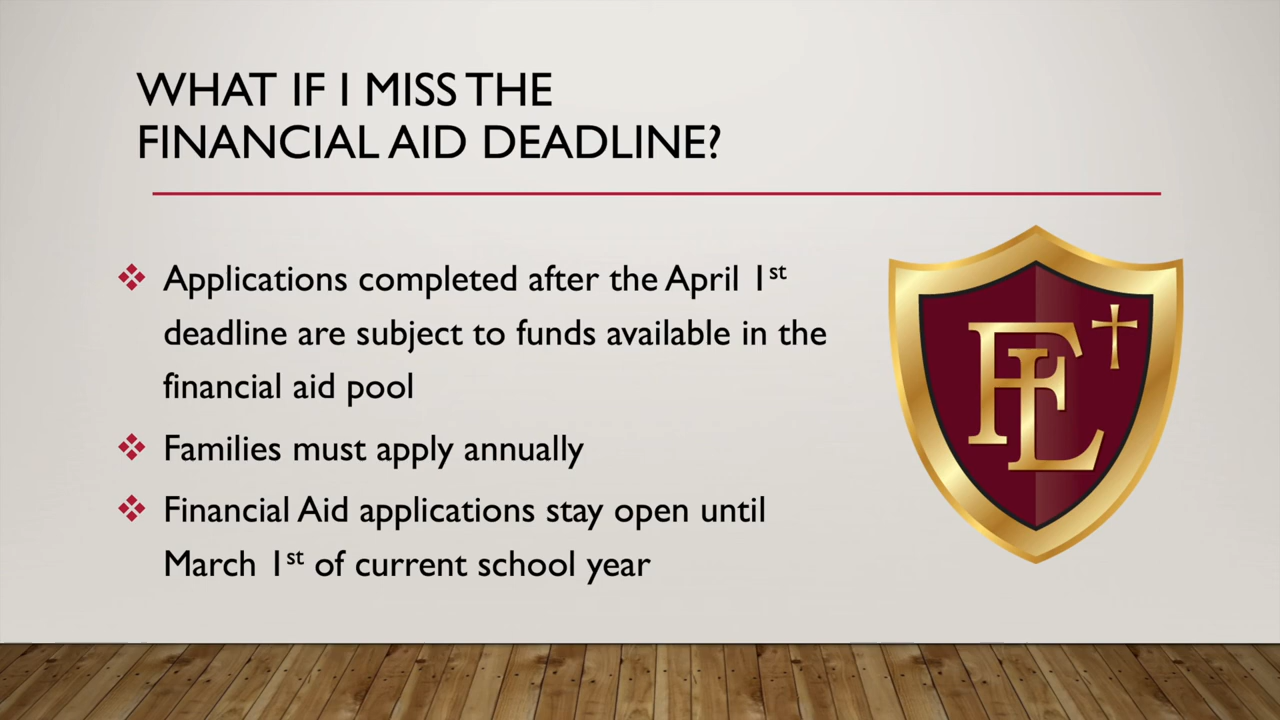 WHAT IF I MISS THE
FINANCIAL AID DEADLINE?
Applications completed after the April 1st
deadline are subject to funds available in the
financial aid pool
Families must apply annually
Financial Aid applications stay open until
March 1st of current school year
FL